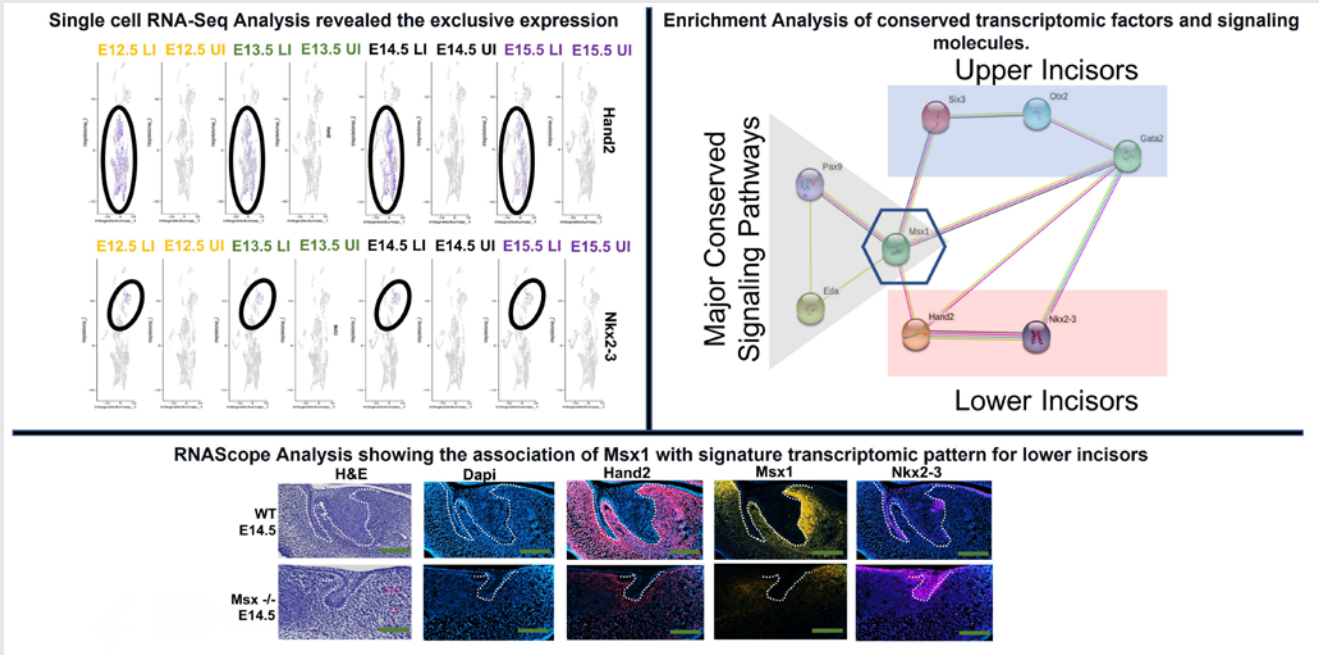 Single cell RNA-Seq Analysis revealed the exclusive expression
E12.5 LI E12.5 UI E13.5 LI E13.5 UI E14.5 LI E14.5 UI E15.5 LI E15.5 UI
Hand2
E12.5 LI E12.5 UI E13.5 LI E13.5 UI E14.5 LI E14.5 UI E15.5 LI E15.5 UI
Nkx2-3
Enrichment Analysis of conserved transcriptomic factors and signaling
molecules.
Upper Incisors
Six3
Otx2
Gata2
Major Conserved
Signaling Pathways
Pax9
Msx1
Eda
Hand2
Nkx2-3
Lower Incisors
RNAScope Analysis showing the association of Msx1 with signature transcriptomic pattern for lower incisors
H&E Dapi Hand2 Msx1 Nkx2-3
WT
E14.5
Msx -/-
E14.5